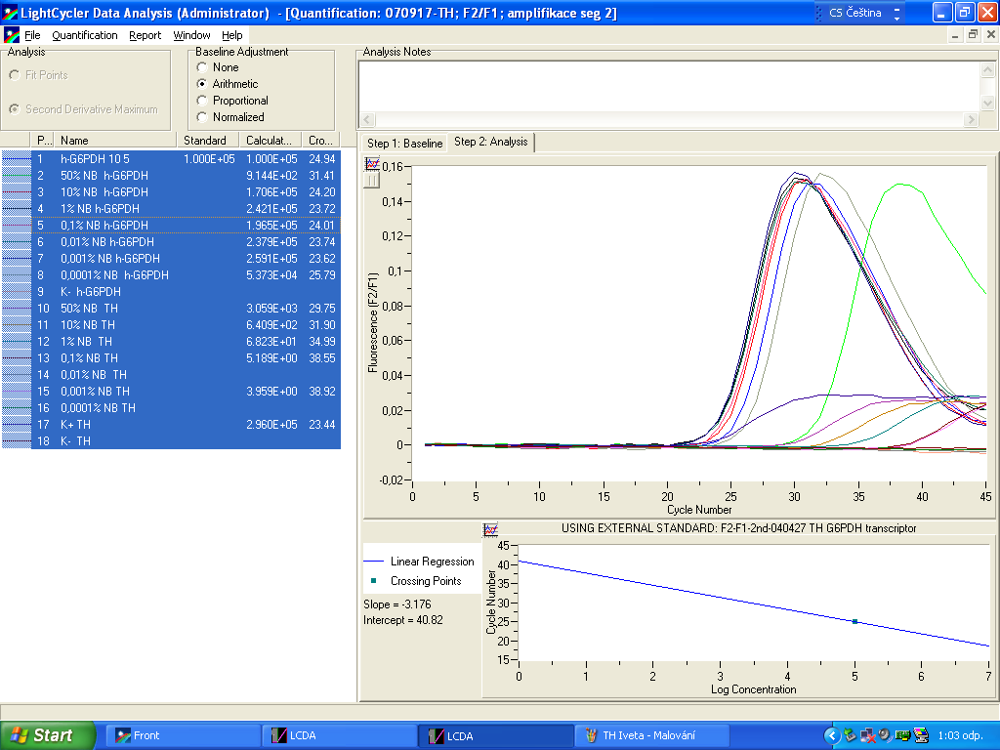 LightCycler Data Analysis (Administrator) - [Quantification: 070917-TH; F2/F1; amplifikace seg 2]
CS Čeština
File Quantification Report Window Help
Analysis
Fit Points
Second Derivative Maximum
Baseline Adjustment
None
Arithmetic
Proportional
Normalized
Analysis Notes
P... Name Standard Calculat... Cro...
1 h-G6PDH 10 5 1.000E+05 1.000E+05 24.94
2 50% NB h-G6PDH 9.144E+02 31.41
3 10% NB h-G6PDH 1.706E+05 24.20
4 1% NB h-G6PDH 2.421E+05 23.72
5 0,1% NB h-G6PDH 1.965E+05 24.01
6 0,01% NB h-G6PDH 2.379E+05 23.74
7 0,001% NB h-G6PDH 2.591E+05 23.62
8 0,0001% NB h-G6PDH 5.373E+04 25.79
9 K- h-G6PDH
10 50% NB TH 3.059E+03 29.75
11 10% NB TH 6.409E+02 31.90
12 1% NB TH 6.823E+01 34.99
13 0,1% NB TH 5.189E+00 38.55
14 0,01% NB TH
15 0,001% NB TH 3.959E+00 38.92
16 0,0001% NB TH
17 K+ TH 2.960E+05 23.44
18 K- TH
Step 1: Baseline Step 2: Analysis
0,16
0,14
0,12
0,1
0,08
0,06
0,04
0,02
0
-0,02
Fluorescence (F2/F1)
0 5 10 15 20 25 30 35 40 45
Cycle Number
USING EXTERNAL STANDARD: F2-F1-2nd-040427 TH G6PDH transcriptor
Linear Regression
Crossing Points
Slope = -3.176
Intercept = 40.82
45
40
35
30
25
20
15
Cycle Number
0 1 2 3 4 5 6 7
Log Concentration
Start Front LCDA LCDA TH Iveta - Malování 1:03 odp.